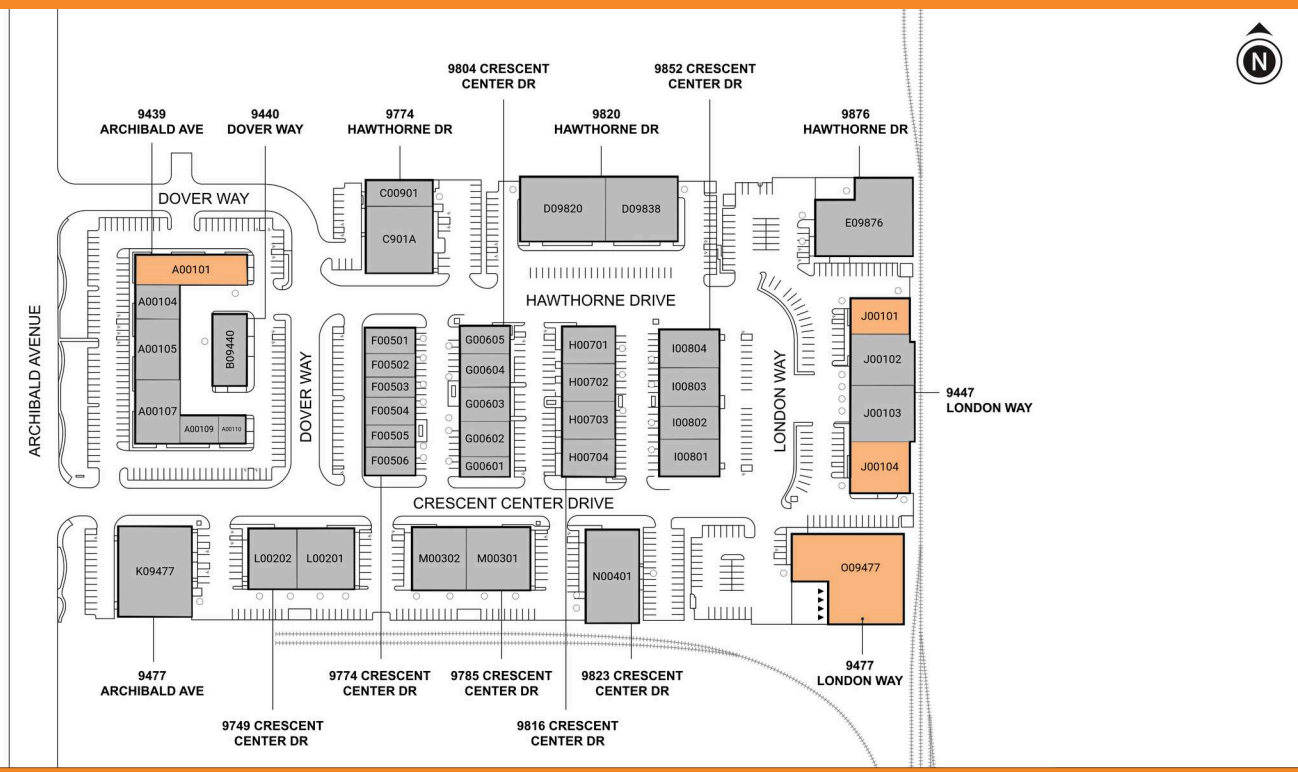 N
9804 CRESCENT
CENTER DR
9852 CRESCENT
CENTER DR
9439
ARCHIBALD AVE
9440
DOVER WAY
9774
HAWTHORNE DR
9820
HAWTHORNE DR
9876
HAWTHORNE DR
DOVER WAY
C00901
C901A
D09820
D09838
E09876
A00101
A00104
A00105
A00107
A00109
A00110
B09440
HAWTHORNE DRIVE
ARCHIBALD AVENUE
DOVER WAY
F00501
F00502
F00503
F00504
F00505
F00506
G00605
G00604
G00603
G00602
G00601
H00701
H00702
H00703
H00704
I00804
I00803
I00802
I00801
LONDON WAY
J00101
J00102
J00103
J00104
9447
LONDON WAY
CRESCENT CENTER DRIVE
K09477
L00202
L00201
M00302
M00301
N00401
O09477
9477
ARCHIBALD AVE
9774 CRESCENT
CENTER DR
9785 CRESCENT
CENTER DR
9823 CRESCENT
CENTER DR
9477
LONDON WAY
9749 CRESCENT
CENTER DR
9816 CRESCENT
CENTER DR